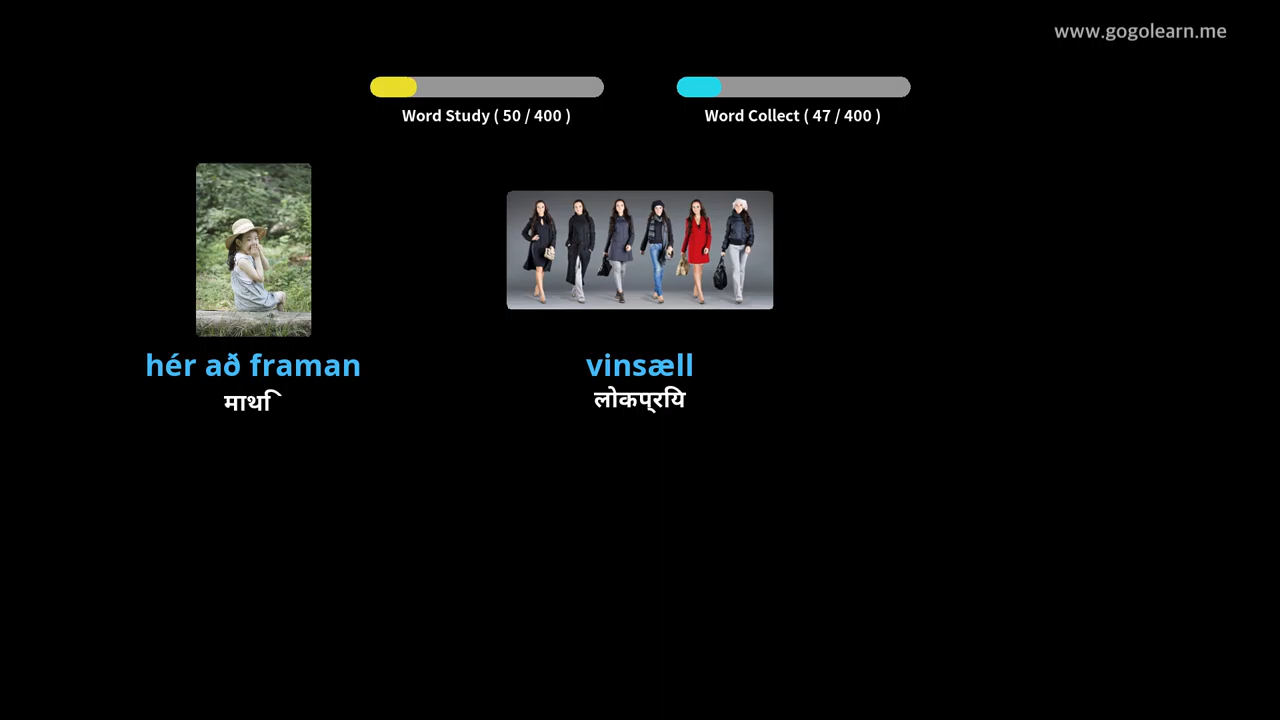 www.gogolearn.me
Word Study ( 50 / 400 )
Word Collect ( 47 / 400 )
hér að framan
माथि
vinsæll
लोकप्रिय